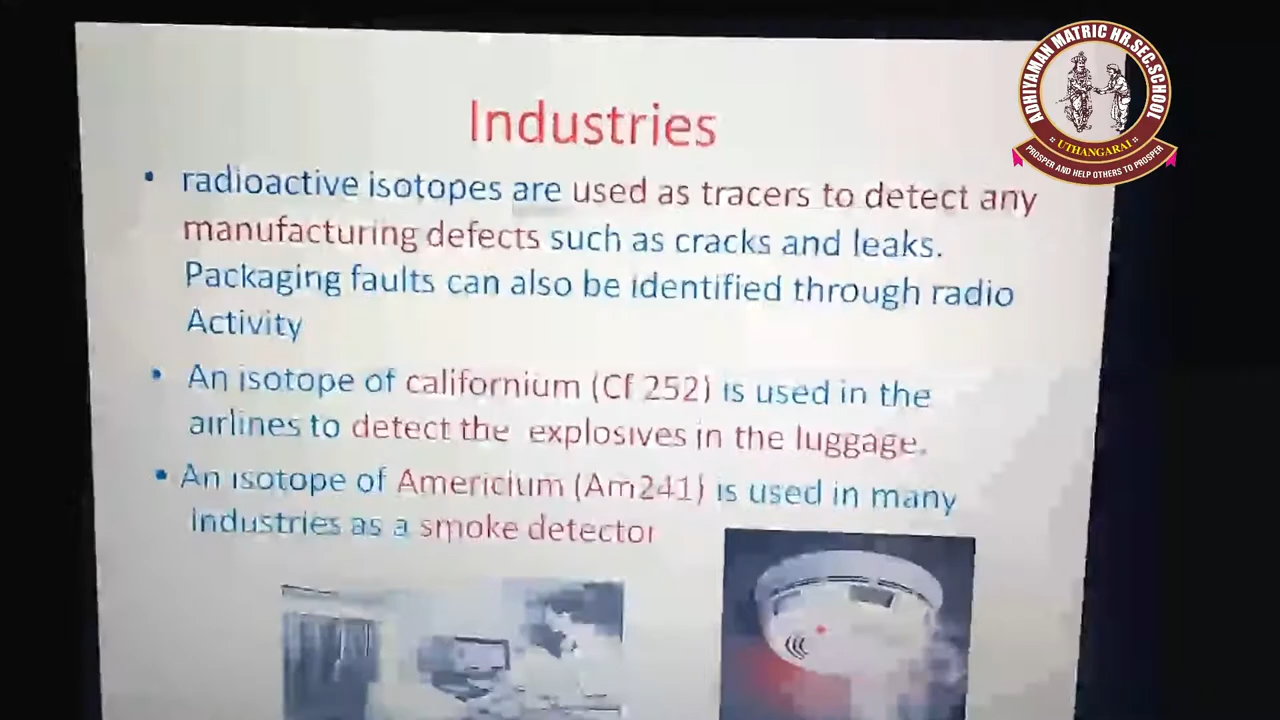 Industries
• radioactive isotopes are used as tracers to detect any
manufacturing defects such as cracks and leaks.
Packaging faults can also be identified through radio
Activity
• An isotope of californium (Cf 252) is used in the
airlines to detect the explosives in the luggage.
• An isotope of Americium (Am241) is used in many
industries as a smoke detector
ADHIYAMAN MATRIC HR.SEC.SCHOOL
UTHANGARAI
PROSPER AND HELP OTHERS TO PROSPER